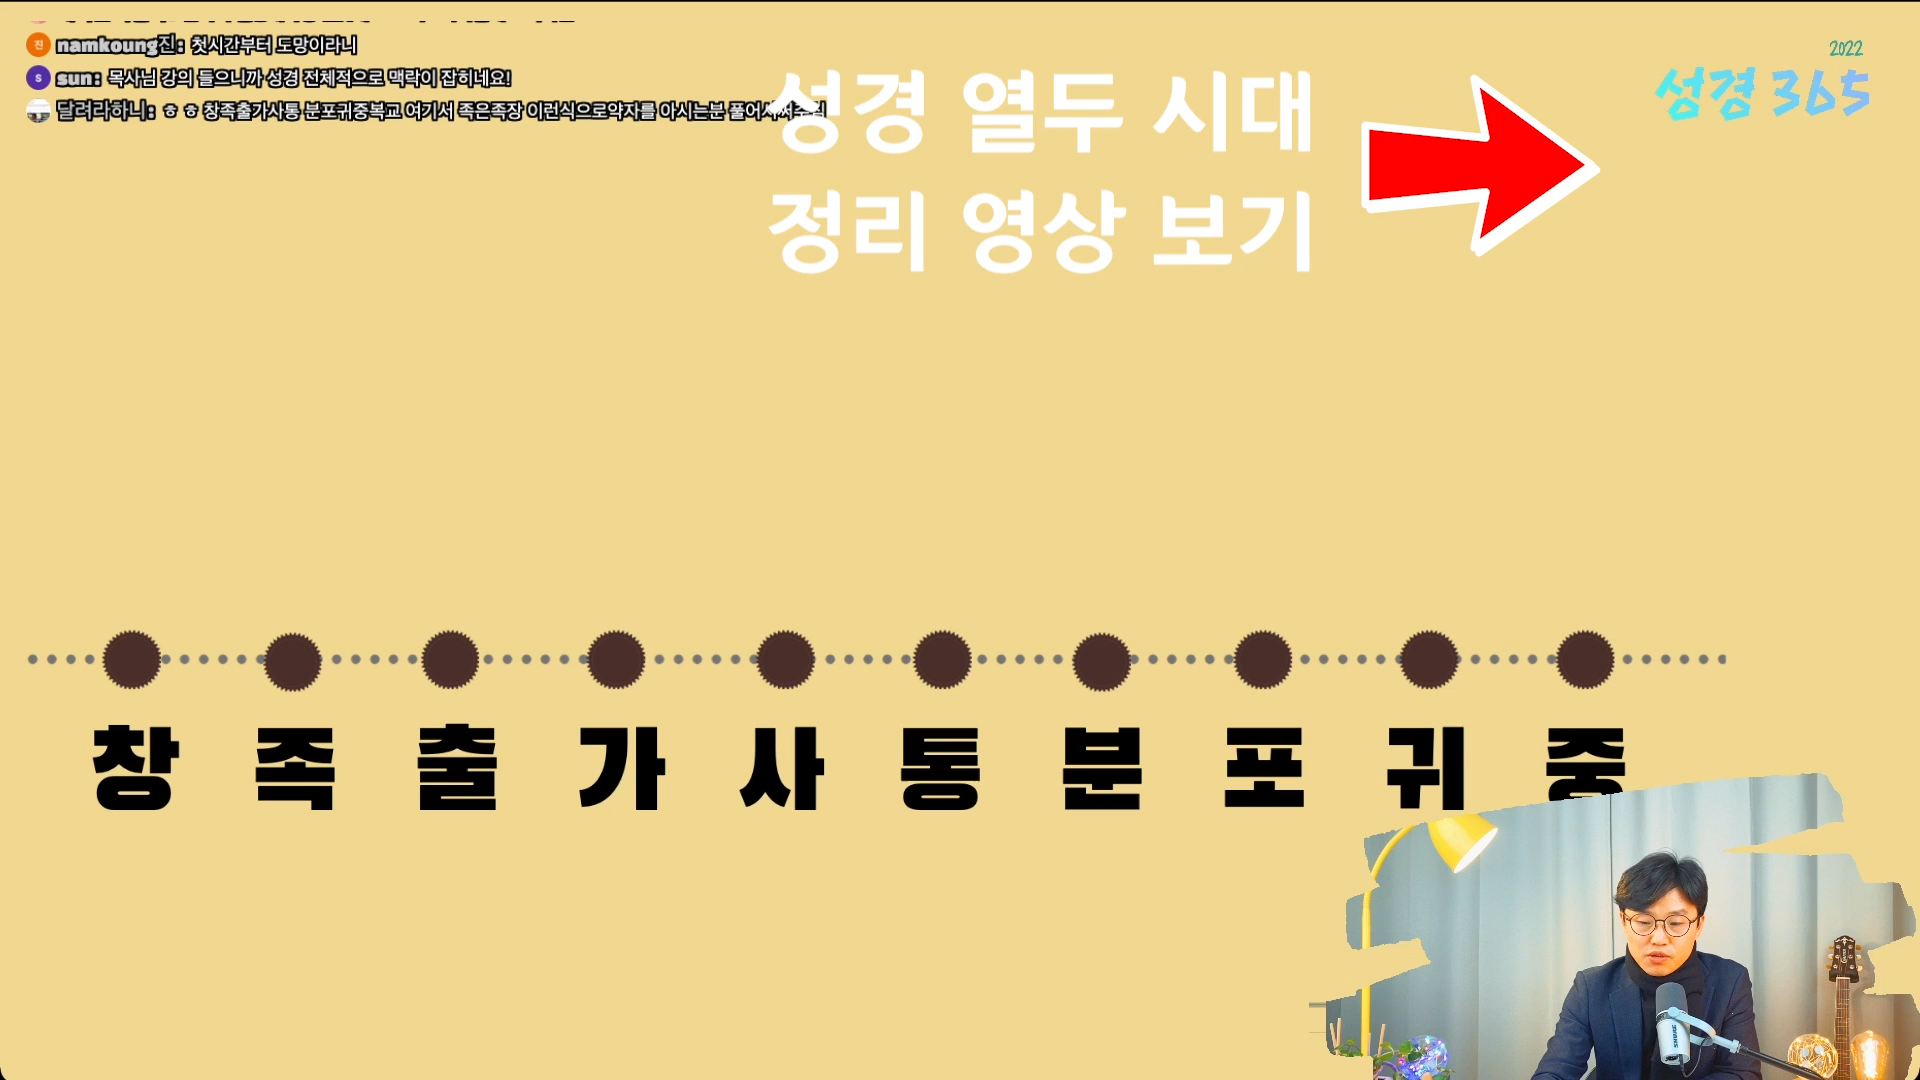 namkoung진: 첫시간부터 도망이라니
sun: 목사님 강의 들으니까 성경 전체적으로 맥락이 잡히네요!
달려라하니: ㅎ ㅎ 창족출가사통 분포귀중복교 여기서 족은족장 이런식으로약자를 아시는분
성경 열두 시대
정리 영상 보기
2022
성경 365
창 족 출 가 사 통 분 포 귀 중
SHURE